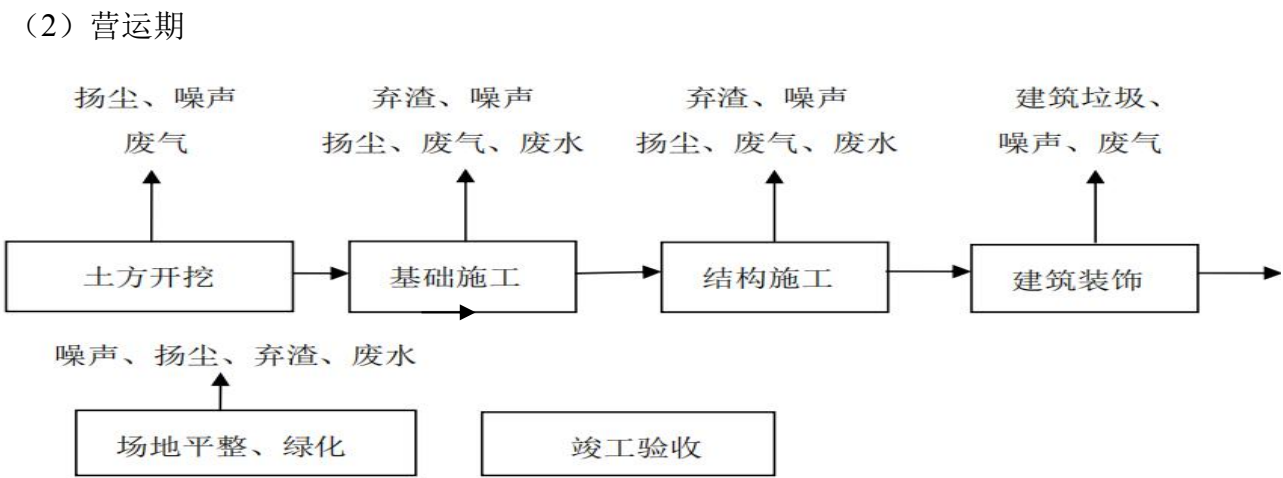 （2）营运期
扬尘、噪声
废气
弃渣、噪声
扬尘、废气、废水
弃渣、噪声
扬尘、废气、废水
建筑垃圾、
噪声、废气
土方开挖
基础施工
结构施工
建筑装饰
噪声、扬尘、弃渣、废水
场地平整、绿化
竣工验收